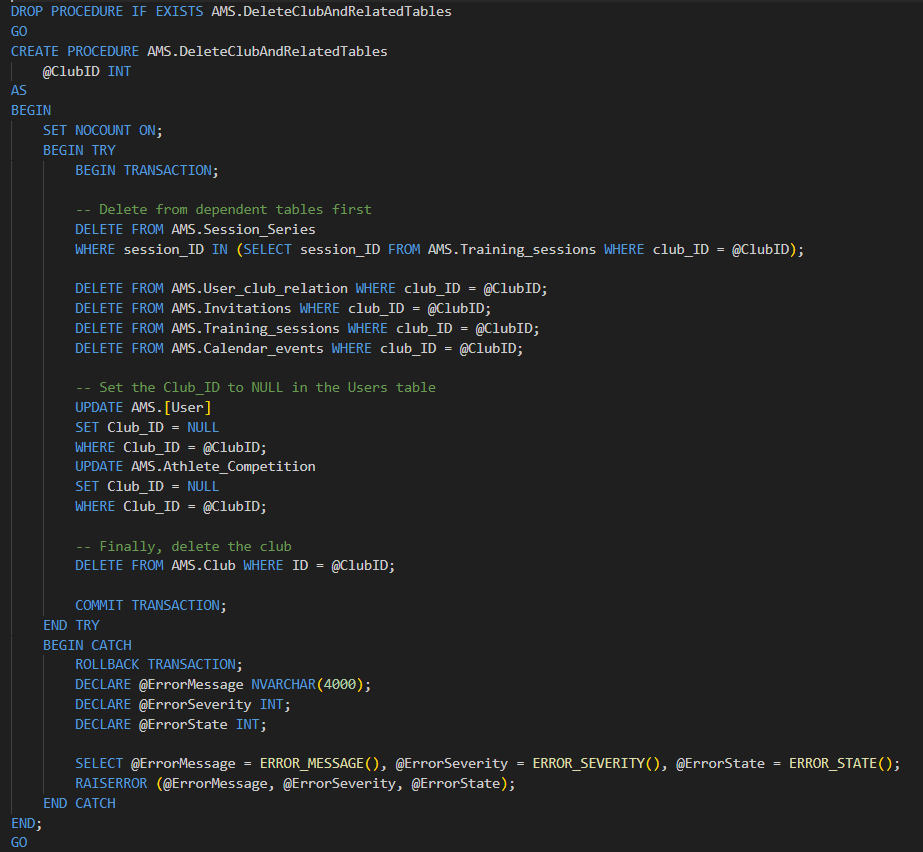 DROP PROCEDURE IF EXISTS AMS.DeleteClubAndRelatedTables
GO
CREATE PROCEDURE AMS.DeleteClubAndRelatedTables
    @ClubID INT
AS
BEGIN
    SET NOCOUNT ON;
    BEGIN TRY
        BEGIN TRANSACTION;

        -- Delete from dependent tables first
        DELETE FROM AMS.Session_Series
        WHERE session_ID IN (SELECT session_ID FROM AMS.Training_sessions WHERE club_ID = @ClubID);

        DELETE FROM AMS.User_club_relation WHERE club_ID = @ClubID;
        DELETE FROM AMS.Invitations WHERE club_ID = @ClubID;
        DELETE FROM AMS.Training_sessions WHERE club_ID = @ClubID;
        DELETE FROM AMS.Calendar_events WHERE club_ID = @ClubID;

        -- Set the Club_ID to NULL in the Users table
        UPDATE AMS.[User]
        SET Club_ID = NULL
        WHERE Club_ID = @ClubID;
        UPDATE AMS.Athlete_Competition
        SET Club_ID = NULL
        WHERE Club_ID = @ClubID;

        -- Finally, delete the club
        DELETE FROM AMS.Club WHERE ID = @ClubID;

        COMMIT TRANSACTION;
    END TRY
    BEGIN CATCH
        ROLLBACK TRANSACTION;
        DECLARE @ErrorMessage NVARCHAR(4000);
        DECLARE @ErrorSeverity INT;
        DECLARE @ErrorState INT;

        SELECT @ErrorMessage = ERROR_MESSAGE(), @ErrorSeverity = ERROR_SEVERITY(), @ErrorState = ERROR_STATE();
        RAISERROR (@ErrorMessage, @ErrorSeverity, @ErrorState);
    END CATCH
END;
GO